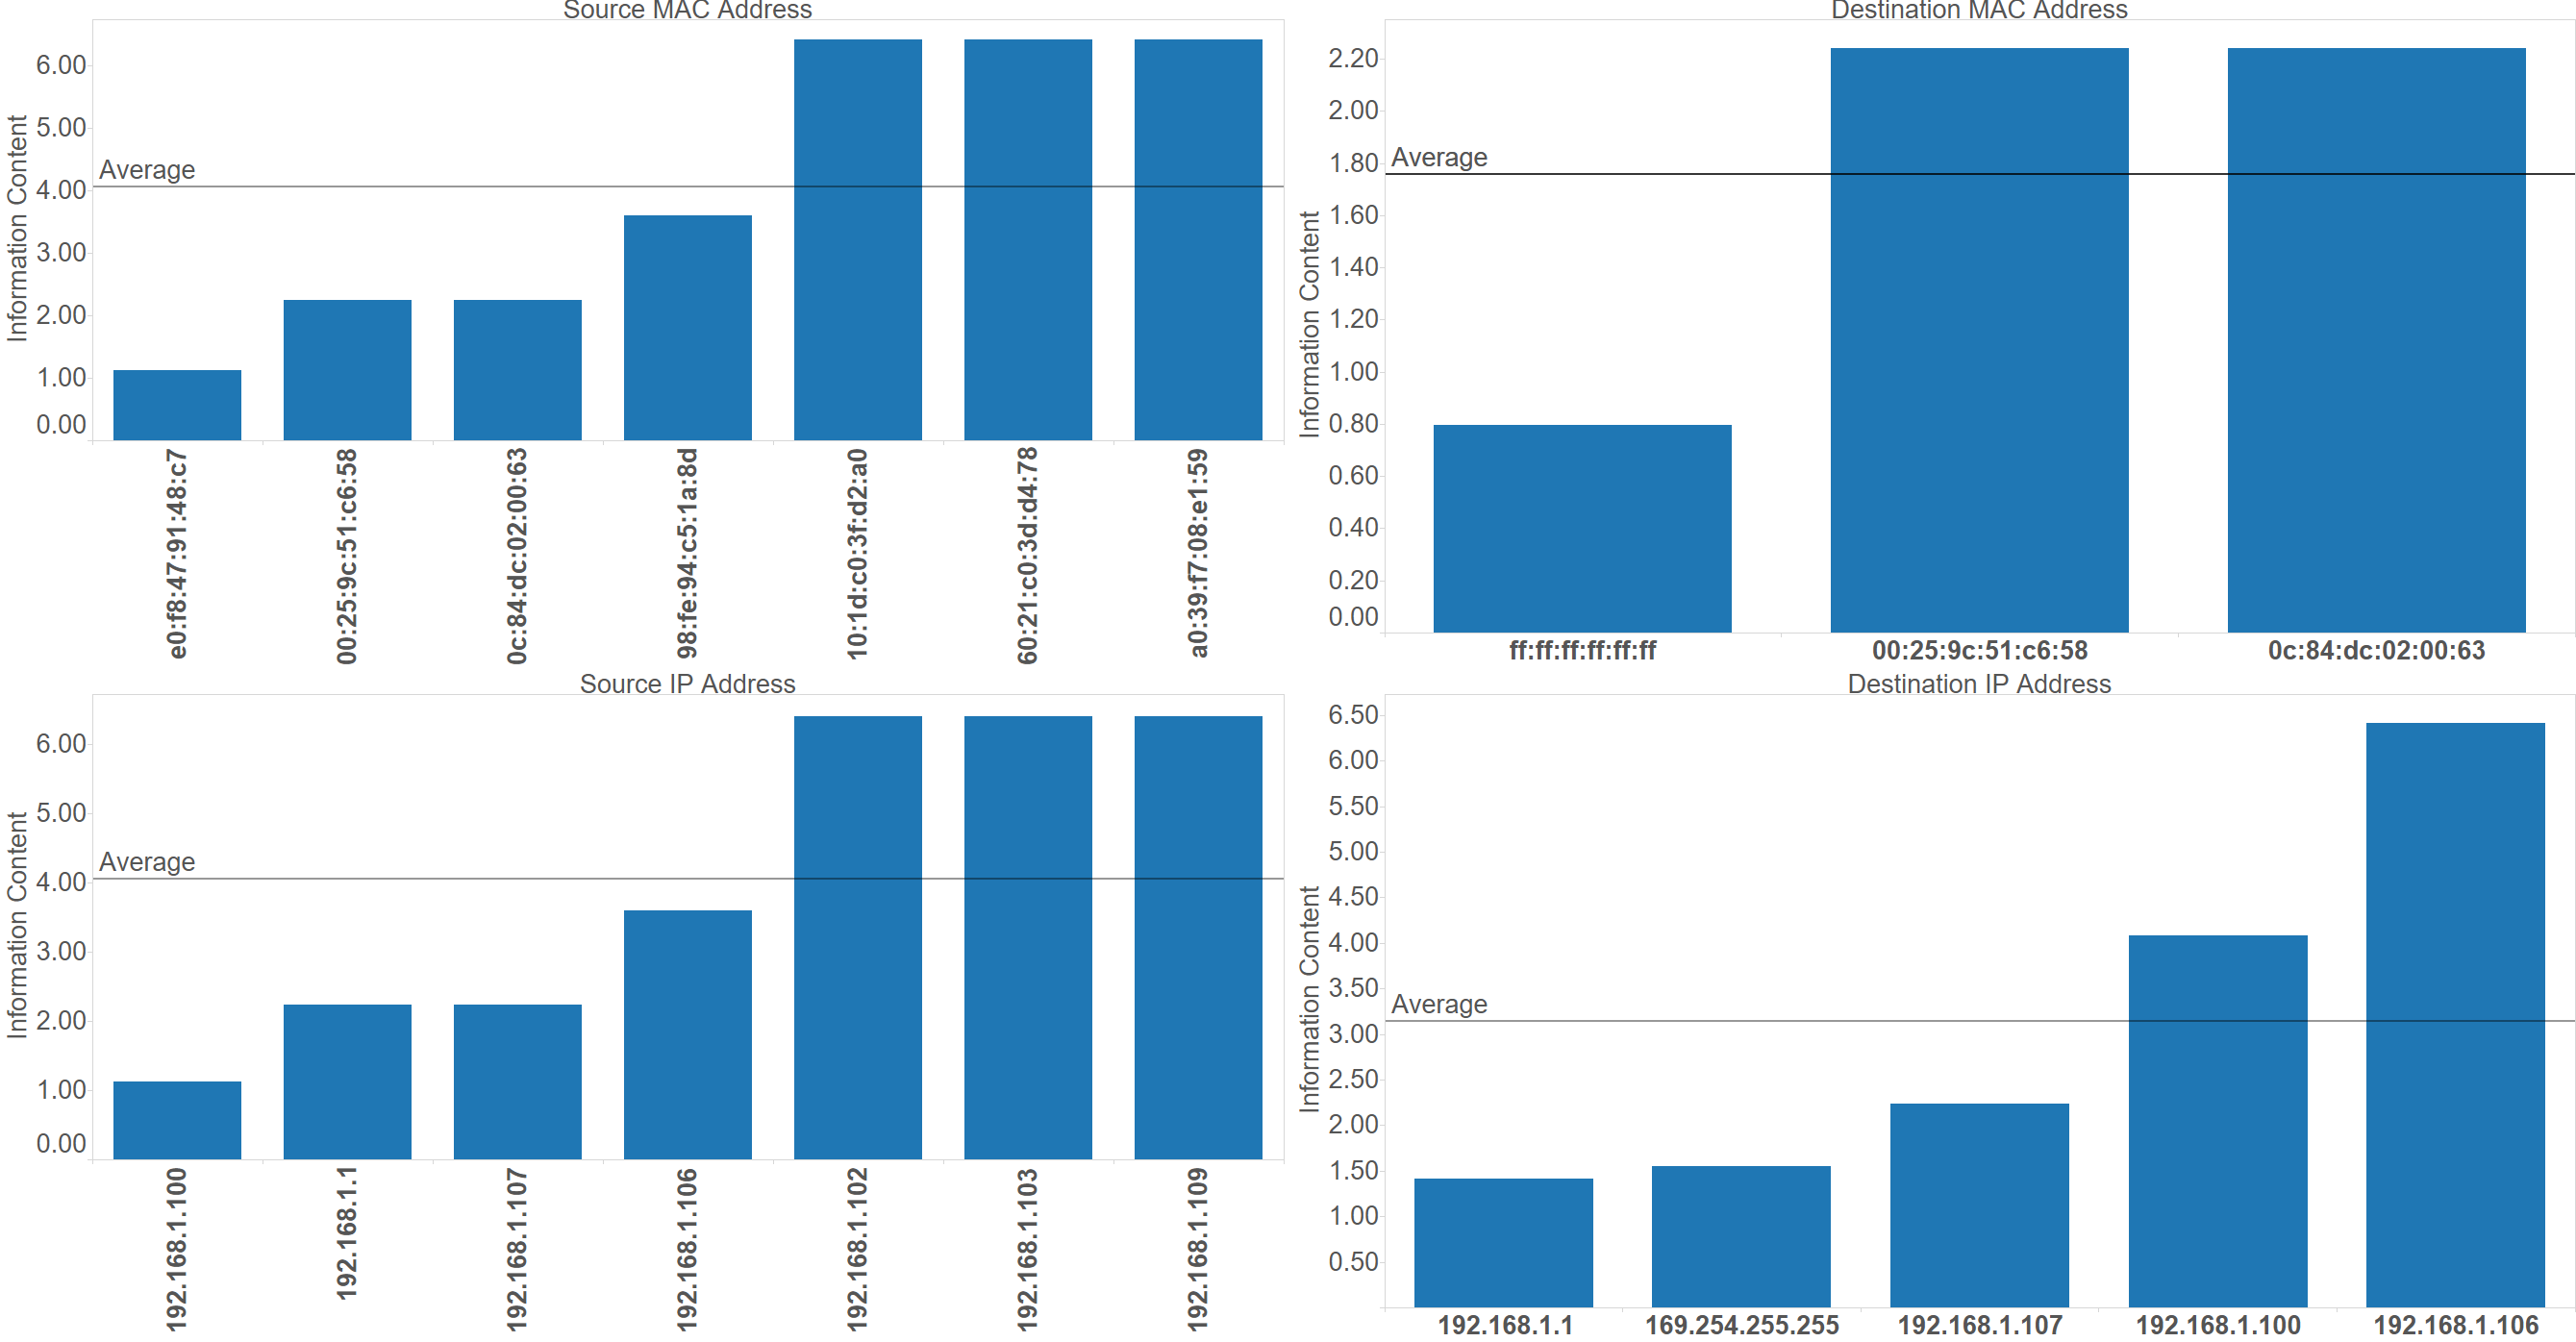 Source MAC Address
Information Content
6.00
5.00
4.00
3.00
2.00
1.00
0.00
Average
e0:f8:47:91:48:c7
00:25:9c:51:c6:58
0c:84:dc:02:00:63
98:fe:94:c5:1a:8d
10:1d:c0:3f:d2:a0
60:21:c0:3d:d4:78
a0:39:f7:08:e1:59
Destination MAC Address
Information Content
2.20
2.00
1.80
1.60
1.40
1.20
1.00
0.80
0.60
0.40
0.20
0.00
Average
ff:ff:ff:ff:ff:ff
00:25:9c:51:c6:58
0c:84:dc:02:00:63
Source IP Address
Information Content
6.00
5.00
4.00
3.00
2.00
1.00
0.00
Average
192.168.1.100
192.168.1.1
192.168.1.107
192.168.1.106
192.168.1.102
192.168.1.103
192.168.1.109
Destination IP Address
Information Content
6.50
6.00
5.50
5.00
4.50
4.00
3.50
3.00
2.50
2.00
1.50
1.00
0.50
Average
192.168.1.1
169.254.255.255
192.168.1.107
192.168.1.100
192.168.1.106